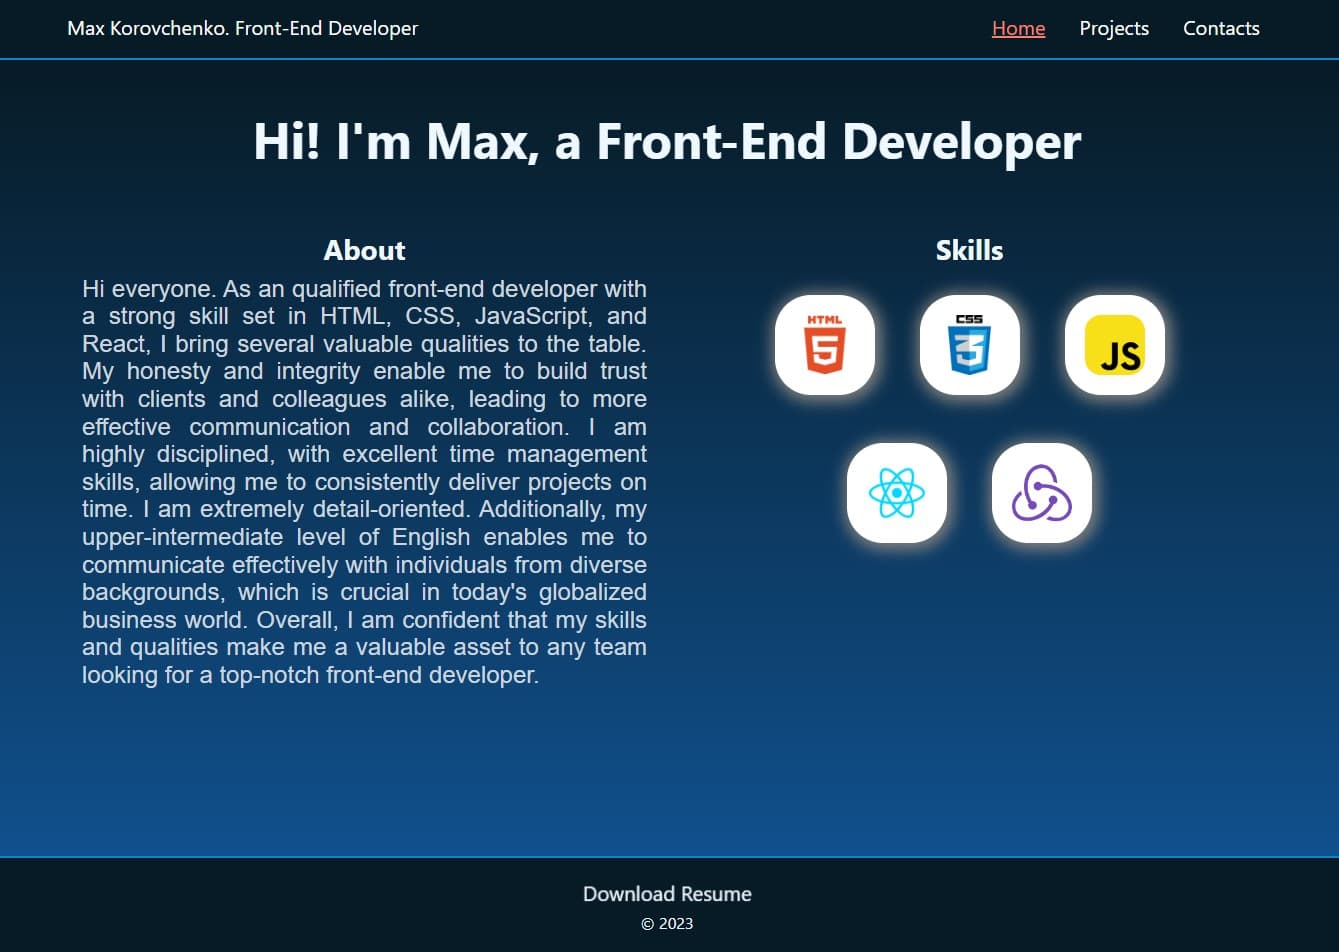 Max Korovchenko. Front-End Developer
Home Projects Contacts
Hi! I'm Max, a Front-End Developer
About
Hi everyone. As an qualified front-end developer with
a strong skill set in HTML, CSS, JavaScript, and
React, I bring several valuable qualities to the table.
My honesty and integrity enable me to build trust
with clients and colleagues alike, leading to more
effective communication and collaboration. I am
highly disciplined, with excellent time management
skills, allowing me to consistently deliver projects on
time. I am extremely detail-oriented. Additionally, my
upper-intermediate level of English enables me to
communicate effectively with individuals from diverse
backgrounds, which is crucial in today's globalized
business world. Overall, I am confident that my skills
and qualities make me a valuable asset to any team
looking for a top-notch front-end developer.
Skills
HTML
5
CSS
3
JS
Download Resume
© 2023